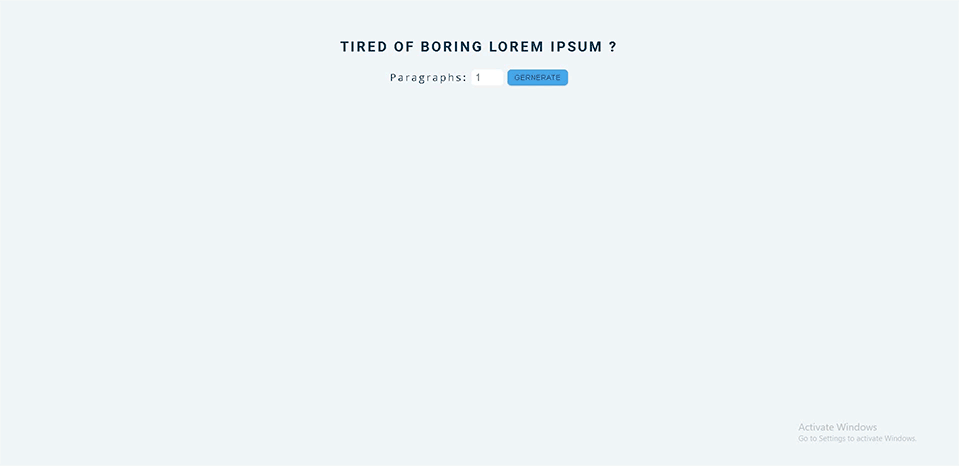 TIRED OF BORING LOREM IPSUM ?
Paragraphs: 1 GERNERATE
Activate Windows
Go to Settings to activate Windows.